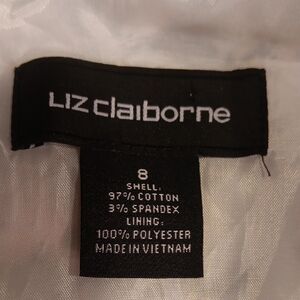 LIZ claiborne
8
SHELL:
97% COTTON
3% SPANDEX
LINING:
100% POLYESTER
MADE IN VIETNAM